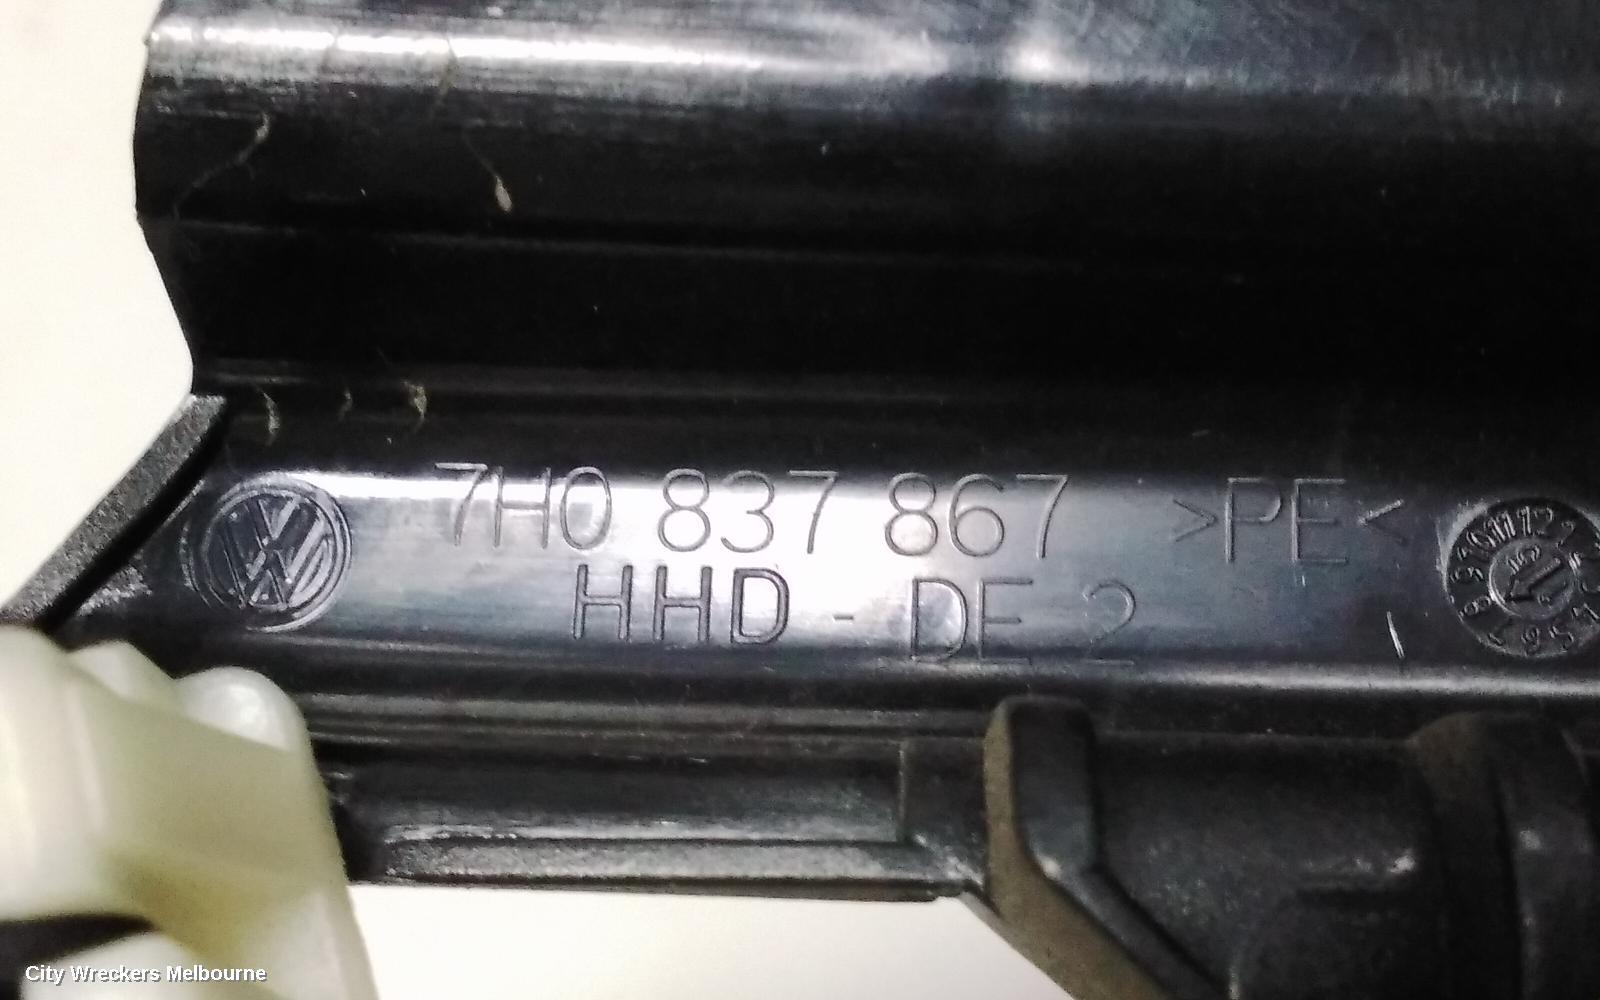 7H0 837 867 >PE<
HHD - DE 2
City Wreckers Melbourne